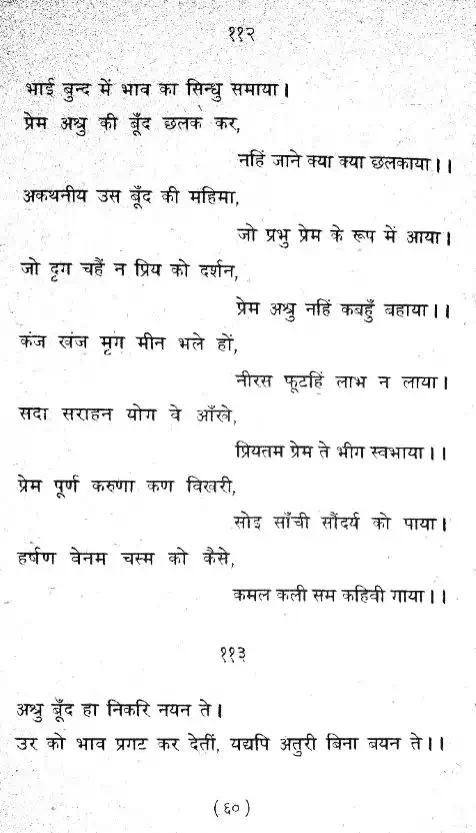 ११२
भाई बुन्द में भाव का सिन्धु समाया।
प्रेम अश्रु की बूँद छलक कर,
नहिं जाने क्या क्या छलकाया।।
अकथनीय उस बूँद की महिमा,
जो प्रभु प्रेम के रूप में आया।
जो दृग चहैं न प्रिय को दर्शन,
प्रेम अश्रु नहिं कबहुँ बहाया।।
कंज खंज मृग मीन भले हों,
नीरस फूटहिं लाभ न लाया।
सदा सराहन योग वे आँखे,
प्रियतम प्रेम ते भीग स्वभाया।।
प्रेम पूर्ण करुणा कण विखरी,
सोइ साँची सौंदर्य को पाया।
हर्षण वेनम चस्म को कैसे,
कमल कली सम कहिवी गाया।।
११३
अश्रु बूँद हा निकरि नयन ते।
उर को भाव प्रगट कर देतीं, यद्यपि अतुरी बिना बयन ते।।
(६०)